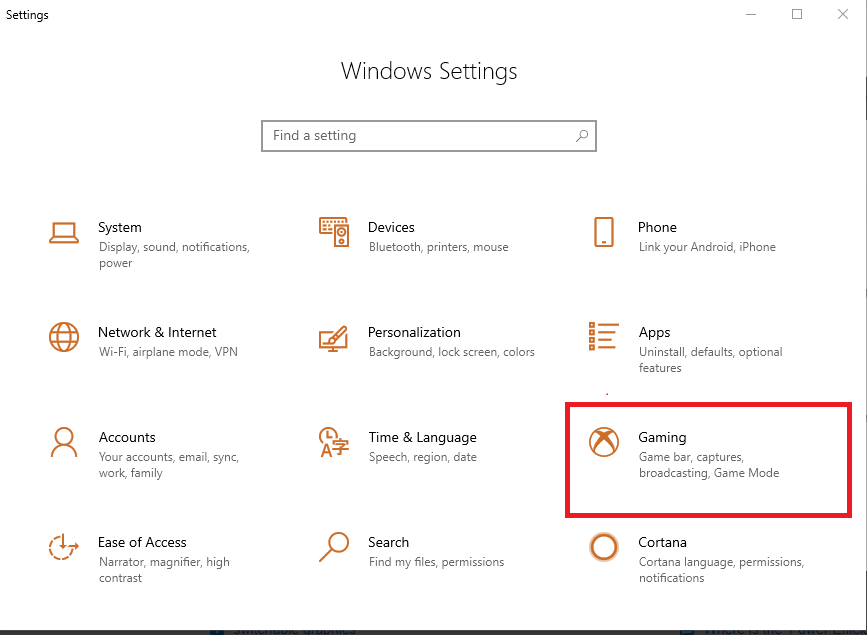 Settings
Windows Settings
Find a setting
System
Display, sound, notifications,
power
Devices
Bluetooth, printers, mouse
Phone
Link your Android, iPhone
Network & Internet
Wi-Fi, airplane mode, VPN
Personalization
Background, lock screen, colors
Apps
Uninstall, defaults, optional
features
Accounts
Your accounts, email, sync,
work, family
Time & Language
Speech, region, date
Gaming
Game bar, captures,
broadcasting, Game Mode
Ease of Access
Narrator, magnifier, high
contrast
Search
Find my files, permissions
Cortana
Cortana language, permissions,
notifications